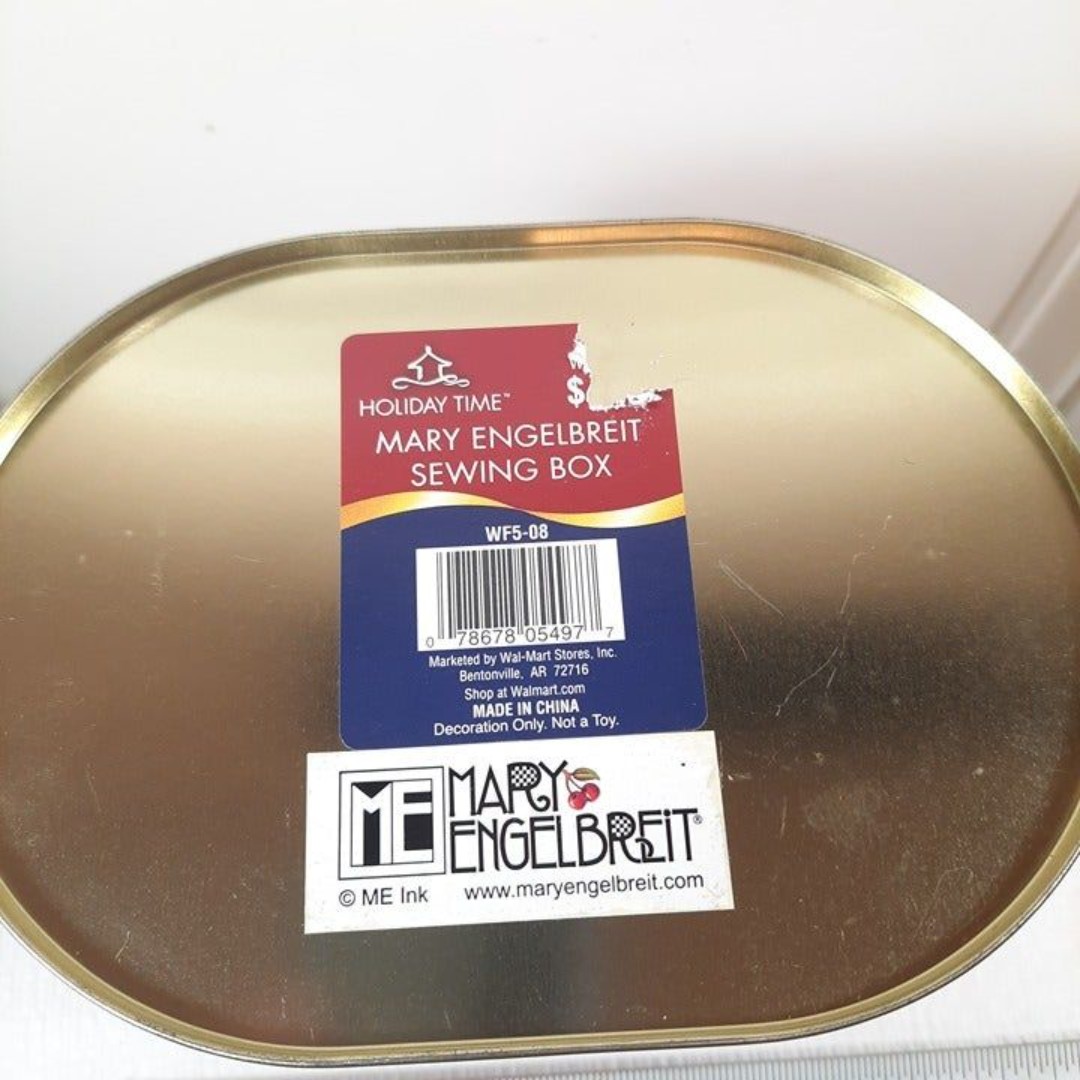 HOLIDAY TIME™
$
MARY ENGELBREIT
SEWING BOX
WF5-08
0 78678 05497 7
Marketed by Wal-Mart Stores, Inc.
Bentonville, AR 72716
Shop at Walmart.com
MADE IN CHINA
Decoration Only. Not a Toy.
ME MARY
ENGELBREIT®
© ME Ink www.maryengelbreit.com